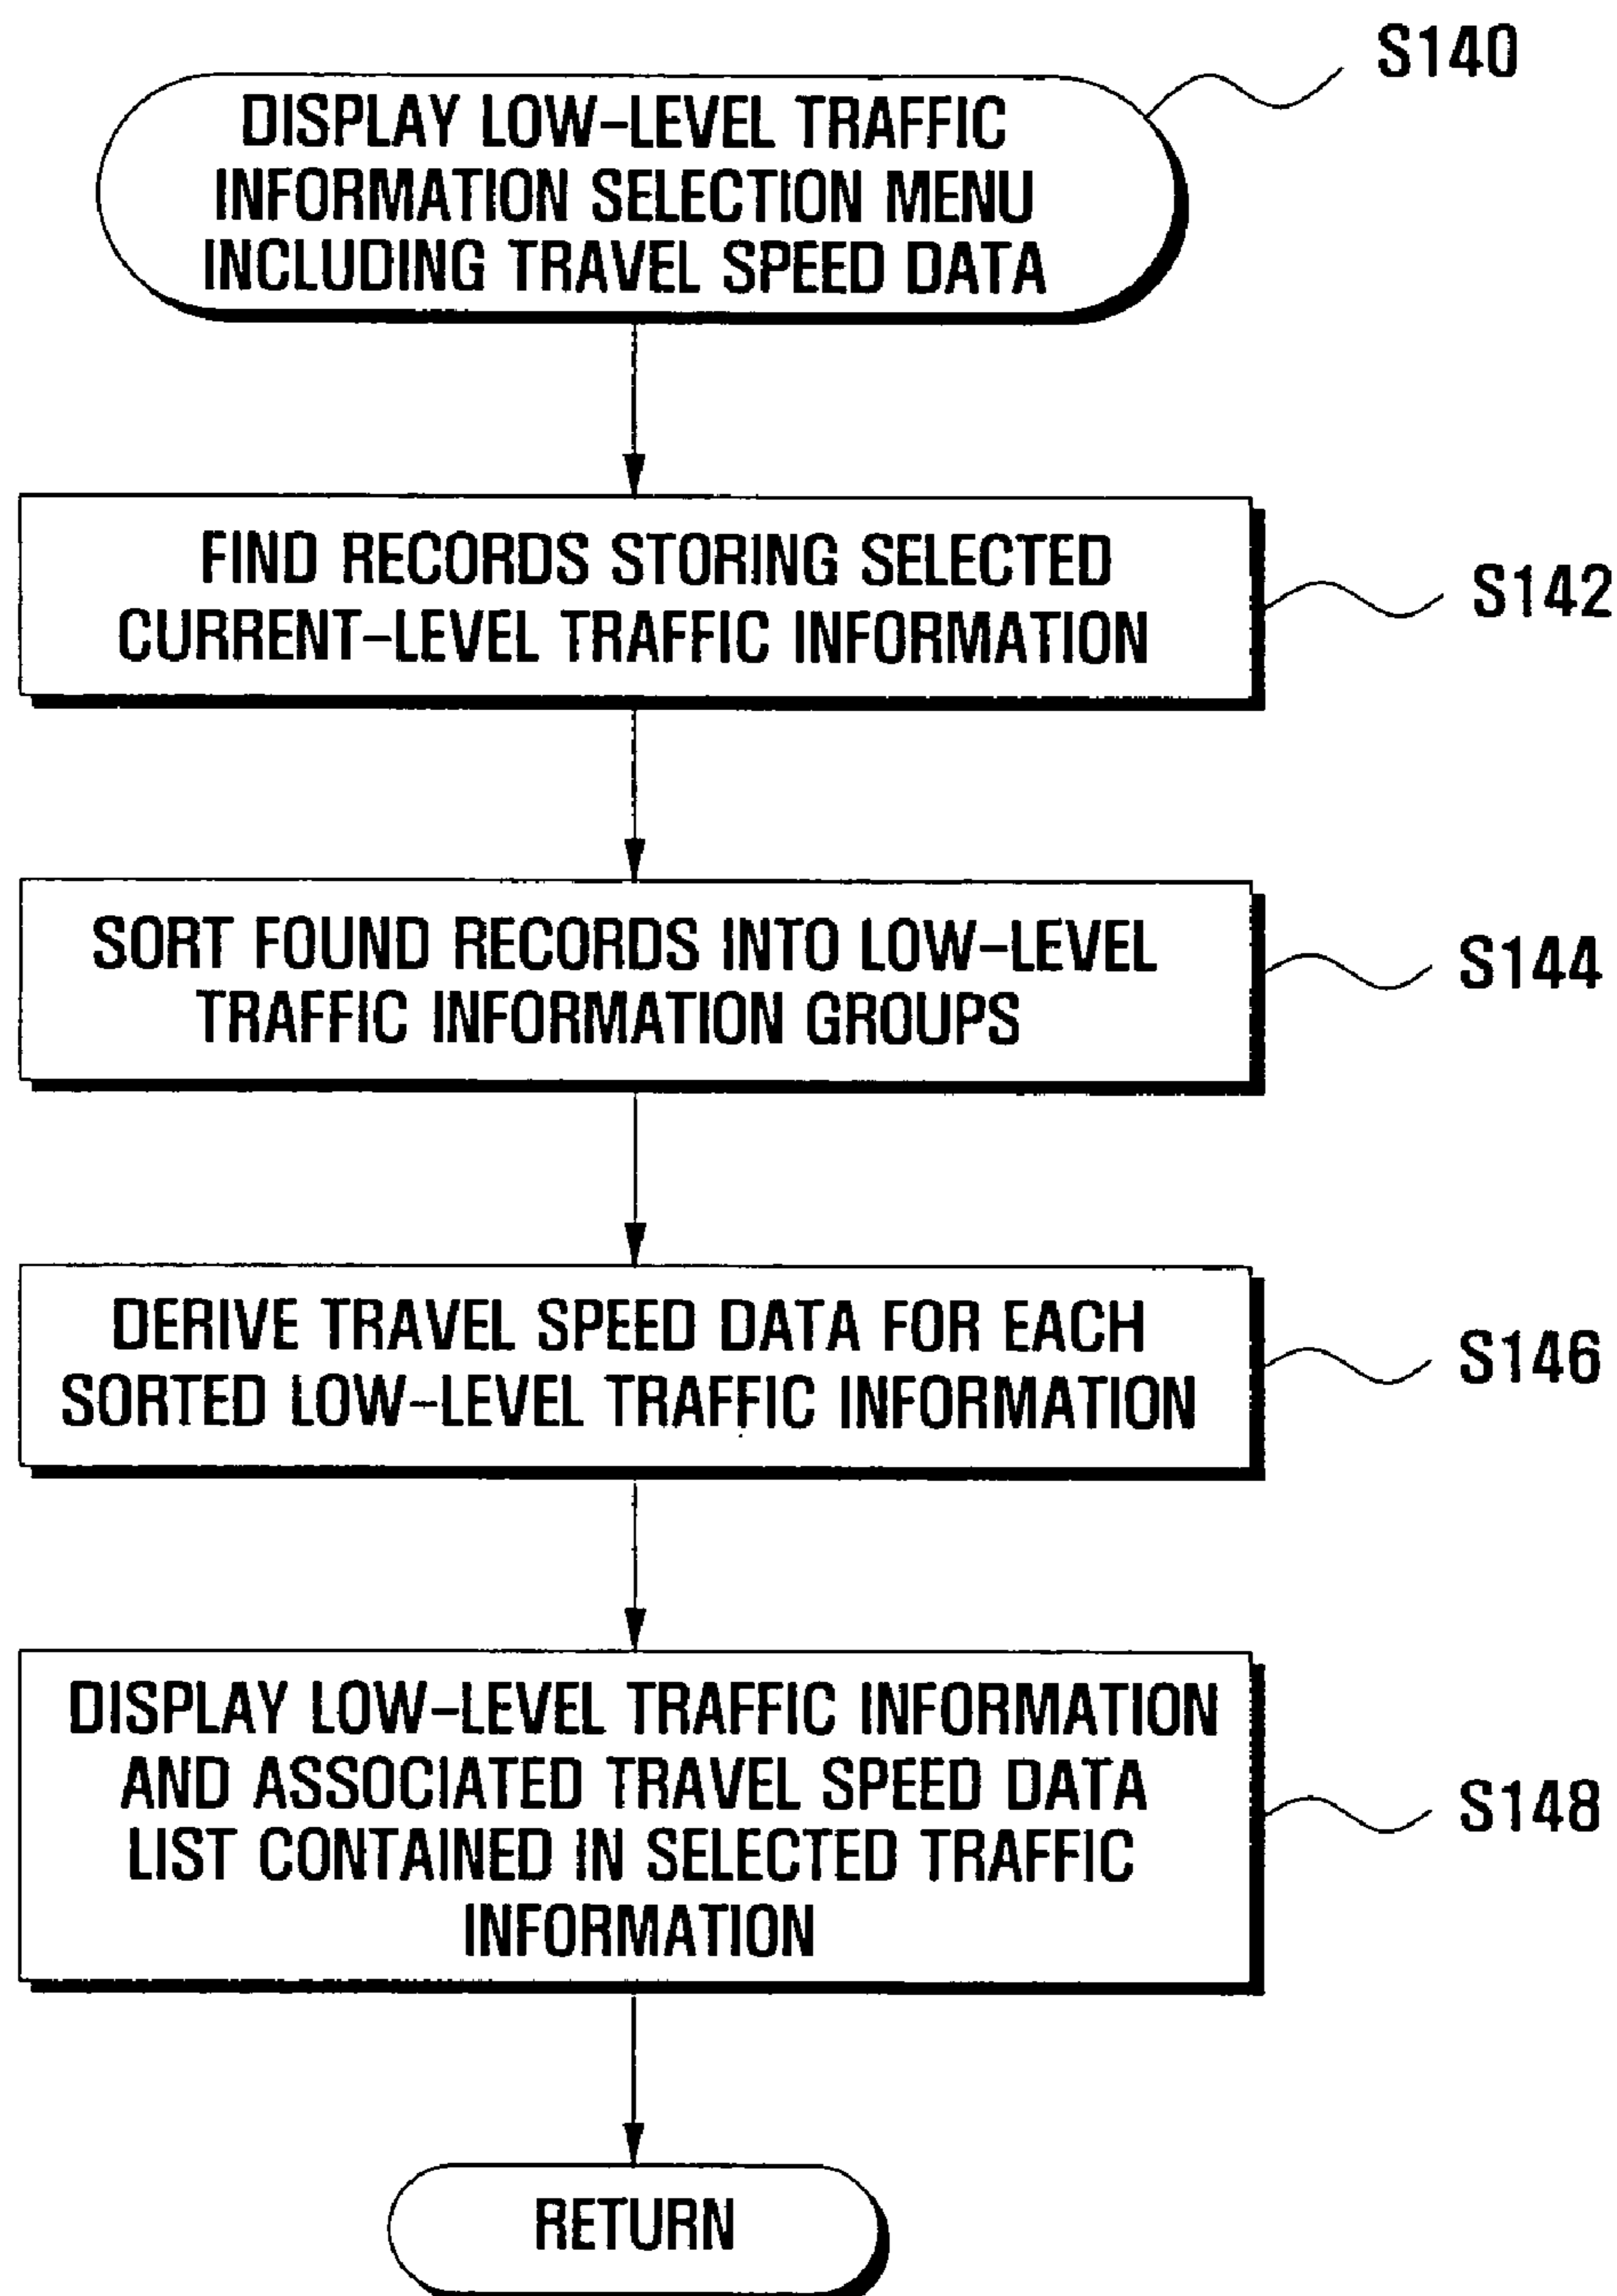 S140
DISPLAY LOW-LEVEL TRAFFIC
INFORMATION SELECTION MENU
INCLUDING TRAVEL SPEED DATA
FIND RECORDS STORING SELECTED
CURRENT-LEVEL TRAFFIC INFORMATION
S142
SORT FOUND RECORDS INTO LOW-LEVEL
TRAFFIC INFORMATION GROUPS
S144
DERIVE TRAVEL SPEED DATA FOR EACH
SORTED LOW-LEVEL TRAFFIC INFORMATION
S146
DISPLAY LOW-LEVEL TRAFFIC INFORMATION
AND ASSOCIATED TRAVEL SPEED DATA
LIST CONTAINED IN SELECTED TRAFFIC
INFORMATION
S148
RETURN